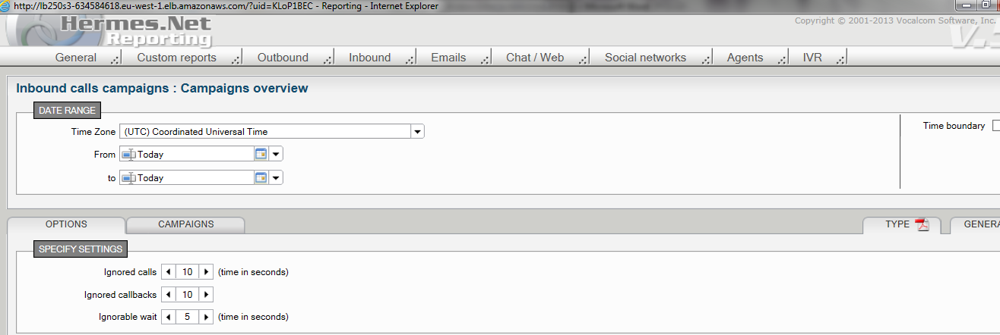 http://lb250s3-634584618.eu-west-1.elb.amazonaws.com/?uid=KLoP1BEC - Reporting - Internet Explorer
Hermes.Net
Reporting
Copyright © 2001-2013 Vocalcom Software, Inc.
General Custom reports Outbound Inbound Emails Chat / Web Social networks Agents IVR
Inbound calls campaigns : Campaigns overview
DATE RANGE
Time Zone (UTC) Coordinated Universal Time
Time boundary
From Today
to Today
OPTIONS CAMPAIGNS TYPE GENERA
SPECIFY SETTINGS
Ignored calls 10 (time in seconds)
Ignored callbacks 10
Ignorable wait 5 (time in seconds)